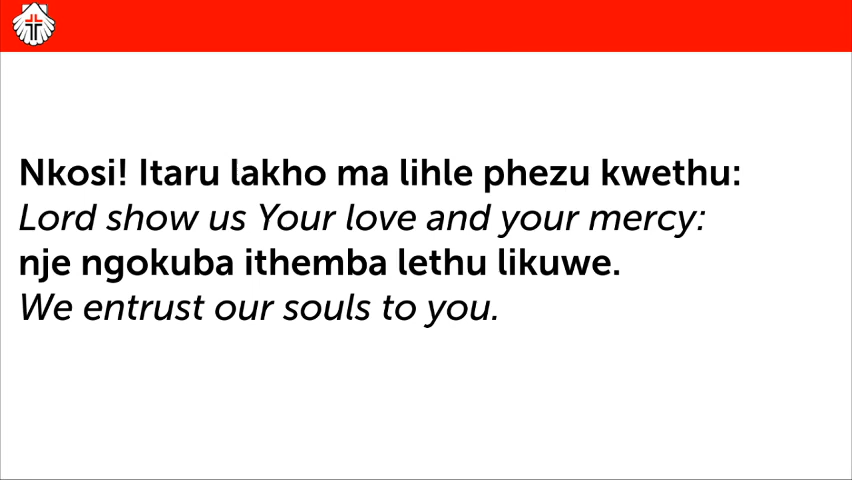 Nkosi! Itaru lakho ma lihle phezu kwethu:
Lord show us Your love and your mercy:
nje ngokuba ithemba lethu likuwe.
We entrust our souls to you.